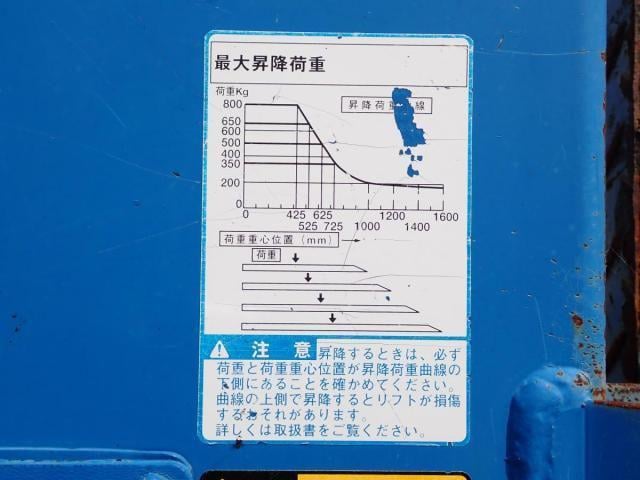 最大昇降荷重
荷重Kg
昇降荷重 線
800
650
600
500
400
350
200
0
0 425 625 1200 1600
525 725 1000 1400
荷重重心位置(mm)
荷重
注意 昇降するときは、必ず
荷重と荷重重心位置が昇降荷重曲線の
下側にあることを確かめてください。
曲線の上側で昇降するとリフトが損傷
するおそれがあります。
詳しくは取扱書をご覧ください。